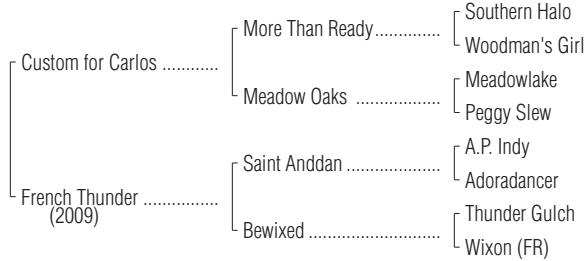 Southern Halo
More Than Ready..............
Woodman's Girl
Custom for Carlos ............
Meadowlake
Meadow Oaks ..................
Peggy Slew
A.P. Indy
Saint Anddan ....................
Adoradancer
French Thunder ................
(2009)
Thunder Gulch
Bewixed ............................
Wixon (FR)